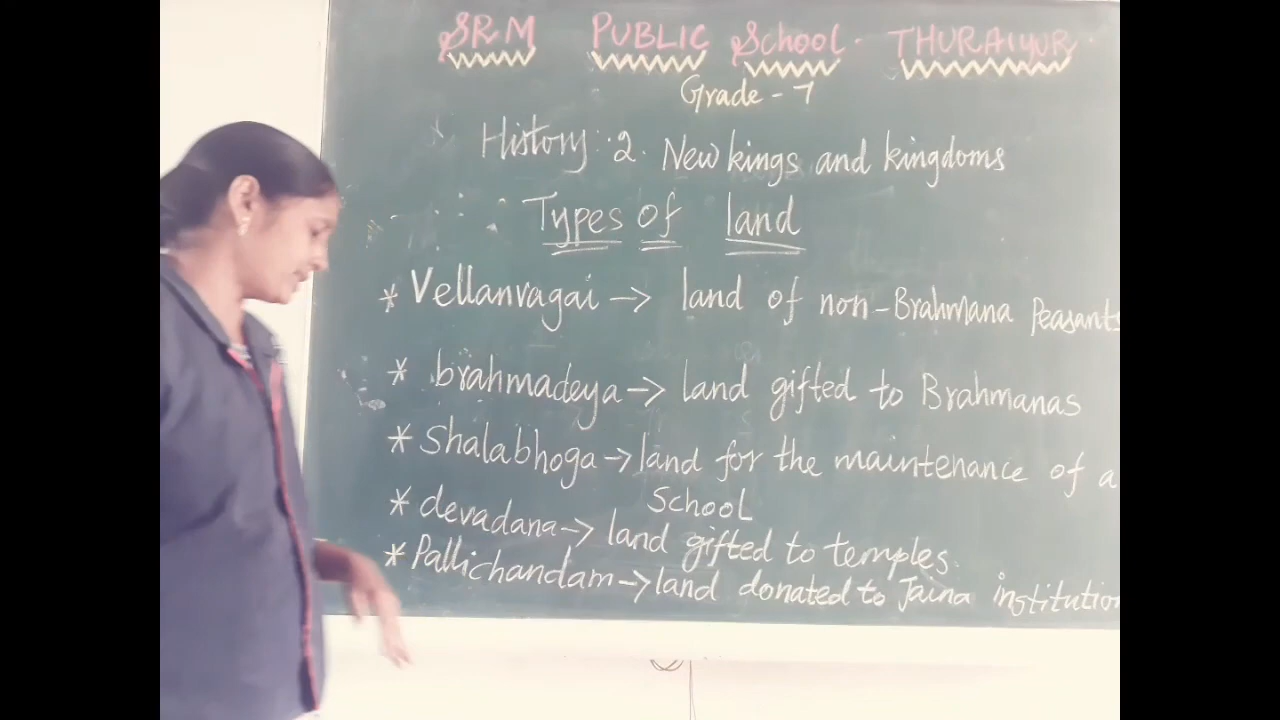 SRM PUBLIC School. THURAIYUR.
Grade - 7
History: 2. New kings and kingdoms
Types of land
* Vellanvagai -> land of non-Brahmana Peasants
* brahmadeya -> land gifted to Brahmanas
* Shalabhoga -> land for the maintenance of a
School
* devadana -> land gifted to temples.
* Pallichandam -> land donated to Jaina institution